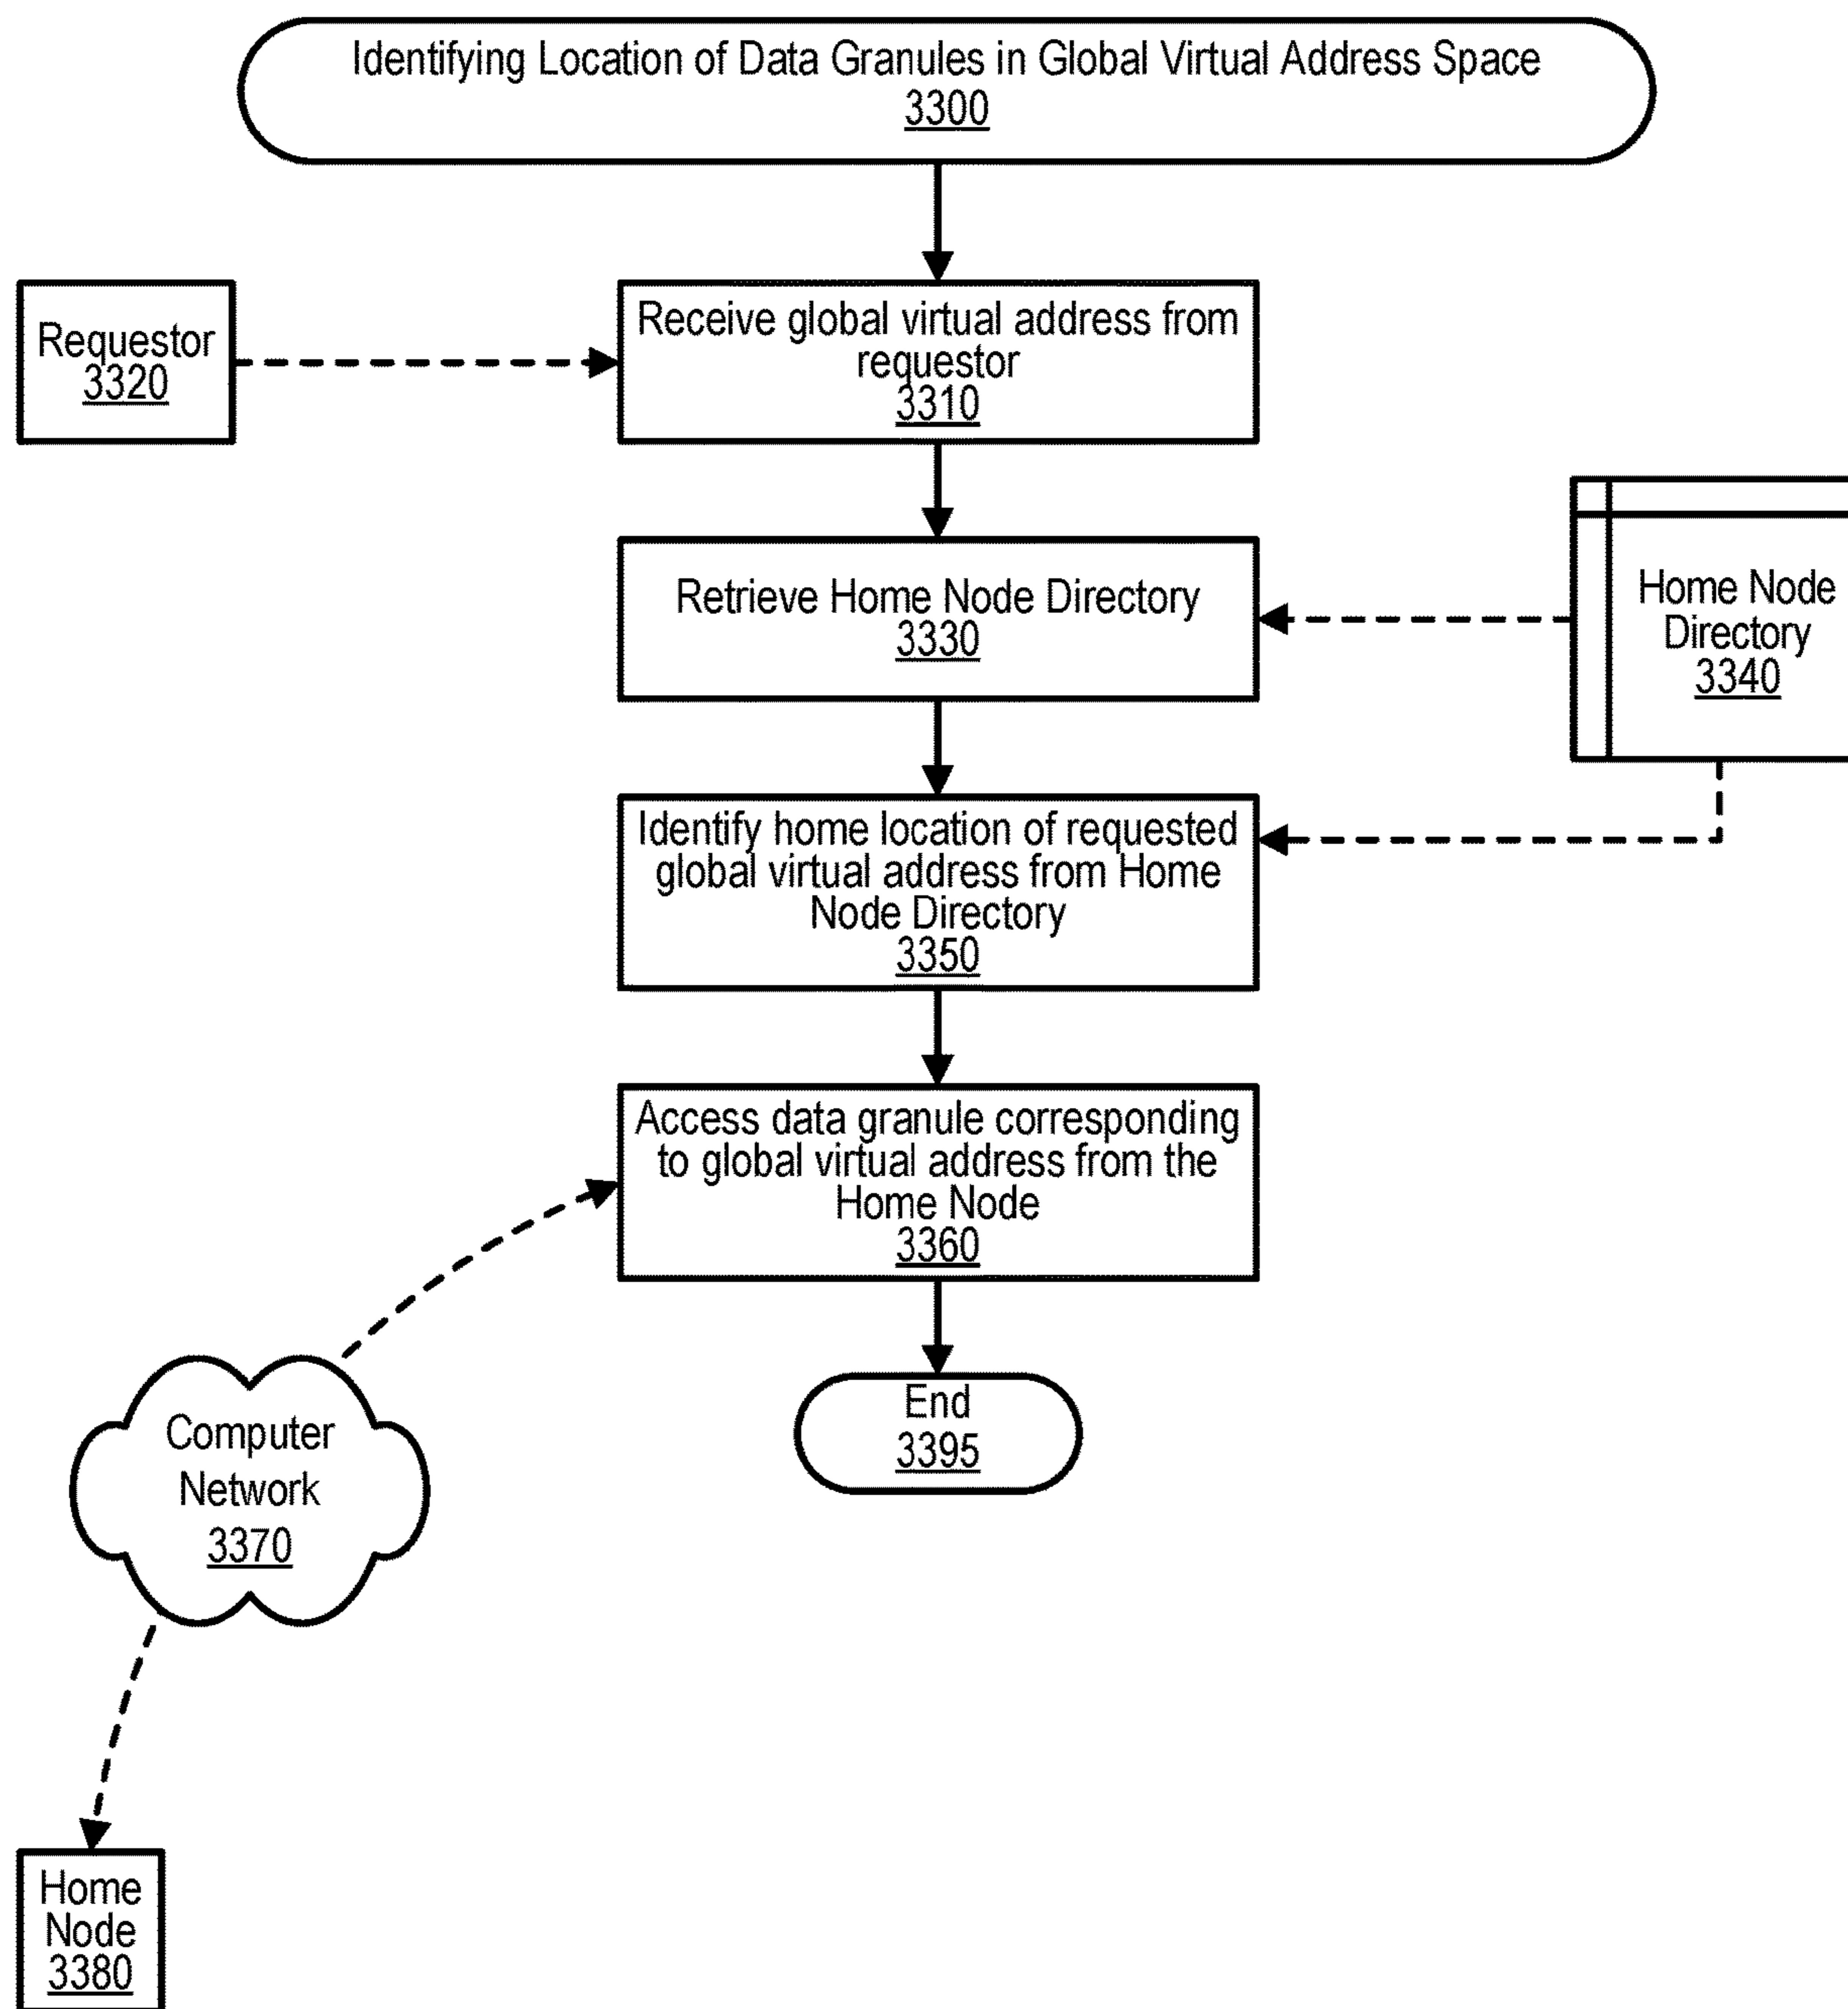 Identifying Location of Data Granules in Global Virtual Address Space
3300
Requestor
3320
Receive global virtual address from
requestor
3310
Retrieve Home Node Directory
3330
Home Node
Directory
3340
Identify home location of requested
global virtual address from Home
Node Directory
3350
Access data granule corresponding
to global virtual address from the
Home Node
3360
Computer
Network
3370
End
3395
Home
Node
3380